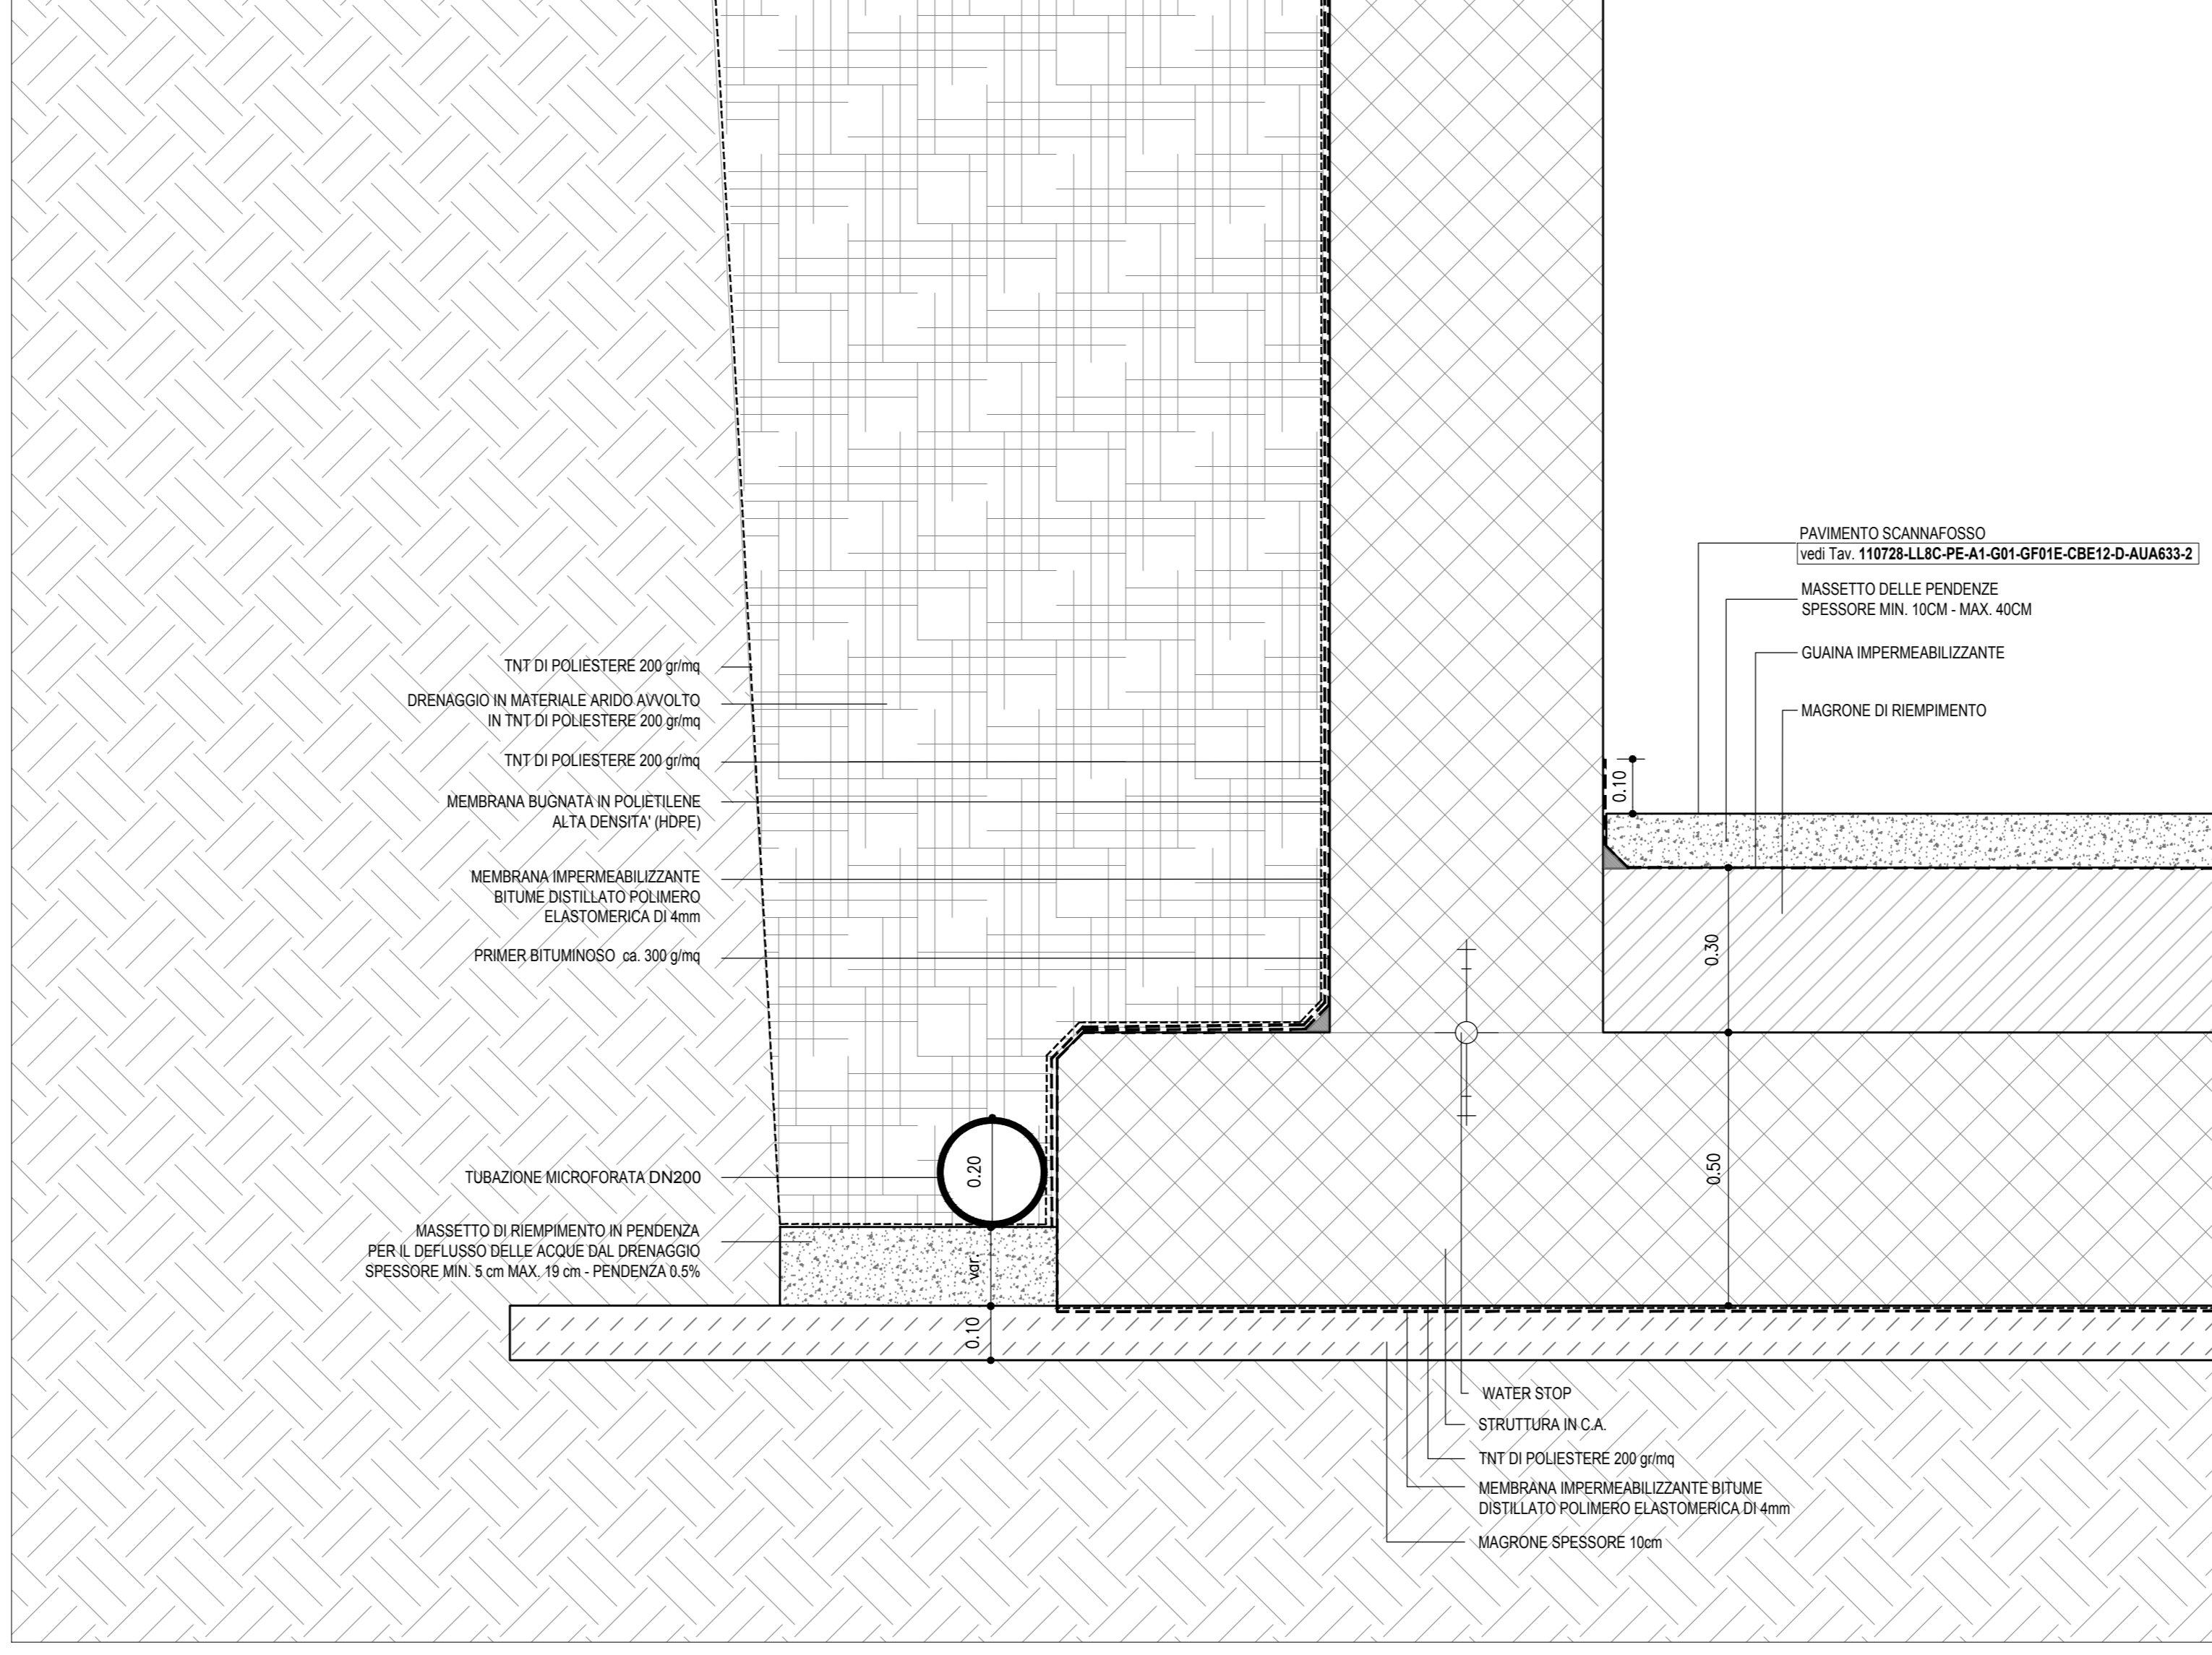 PAVIMENTO SCANNAFOSSO
vedi Tav. 110728-LL8C-PE-A1-G01-GF01E-CBE12-D-AUA633-2
MASSETTO DELLE PENDENZE
SPESSORE MIN. 10CM - MAX. 40CM
GUAINA IMPERMEABILIZZANTE
MAGRONE DI RIEMPIMENTO
TNT DI POLIESTERE 200 gr/mq
DRENAGGIO IN MATERIALE ARIDO AVVOLTO
IN TNT DI POLIESTERE 200 gr/mq
TNT DI POLIESTERE 200 gr/mq
MEMBRANA BUGNATA IN POLIETILENE
ALTA DENSITA' (HDPE)
MEMBRANA IMPERMEABILIZZANTE
BITUME DISTILLATO POLIMERO
ELASTOMERICA DI 4mm
PRIMER BITUMINOSO ca. 300 g/mq
TUBAZIONE MICROFORATA DN200
MASSETTO DI RIEMPIMENTO IN PENDENZA
PER IL DEFLUSSO DELLE ACQUE DAL DRENAGGIO
SPESSORE MIN. 5 cm MAX. 19 cm - PENDENZA 0.5%
0.10
0.30
0.50
0.20
var.
0.10
WATER STOP
STRUTTURA IN C.A.
TNT DI POLIESTERE 200 gr/mq
MEMBRANA IMPERMEABILIZZANTE BITUME
DISTILLATO POLIMERO ELASTOMERICA DI 4mm
MAGRONE SPESSORE 10cm